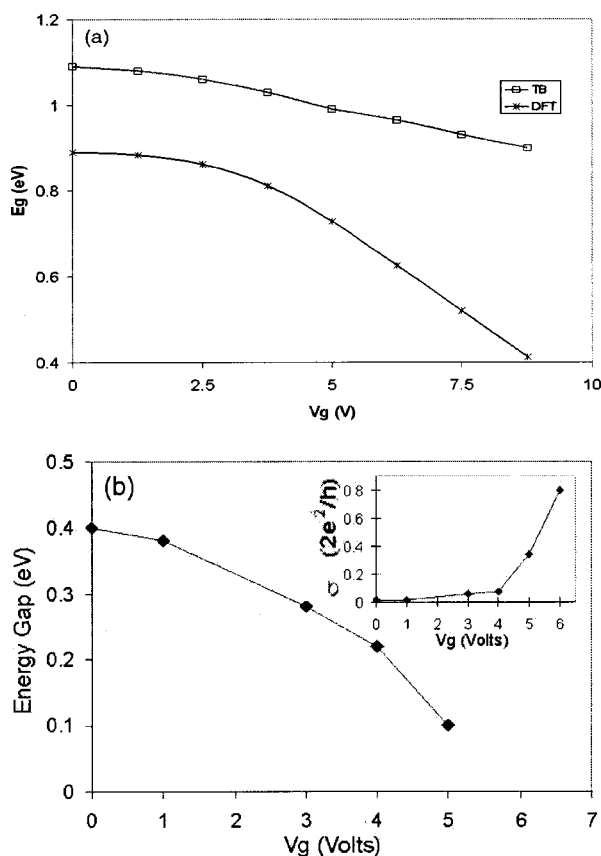 (a)
1.2
1
0.8
0.6
0.4
Eg (eV)
TB
DFT
0 2.5 5 7.5 10
Vg (V)
(b)
0.5
0.4
0.3
0.2
0.1
0
Energy Gap (eV)
0 1 2 3 4 5 6 7
Vg (Volts)
σ (2e²/h)
0.8
0.6
0.4
0.2
0
0 1 2 3 4 5 6
Vg (Volts)